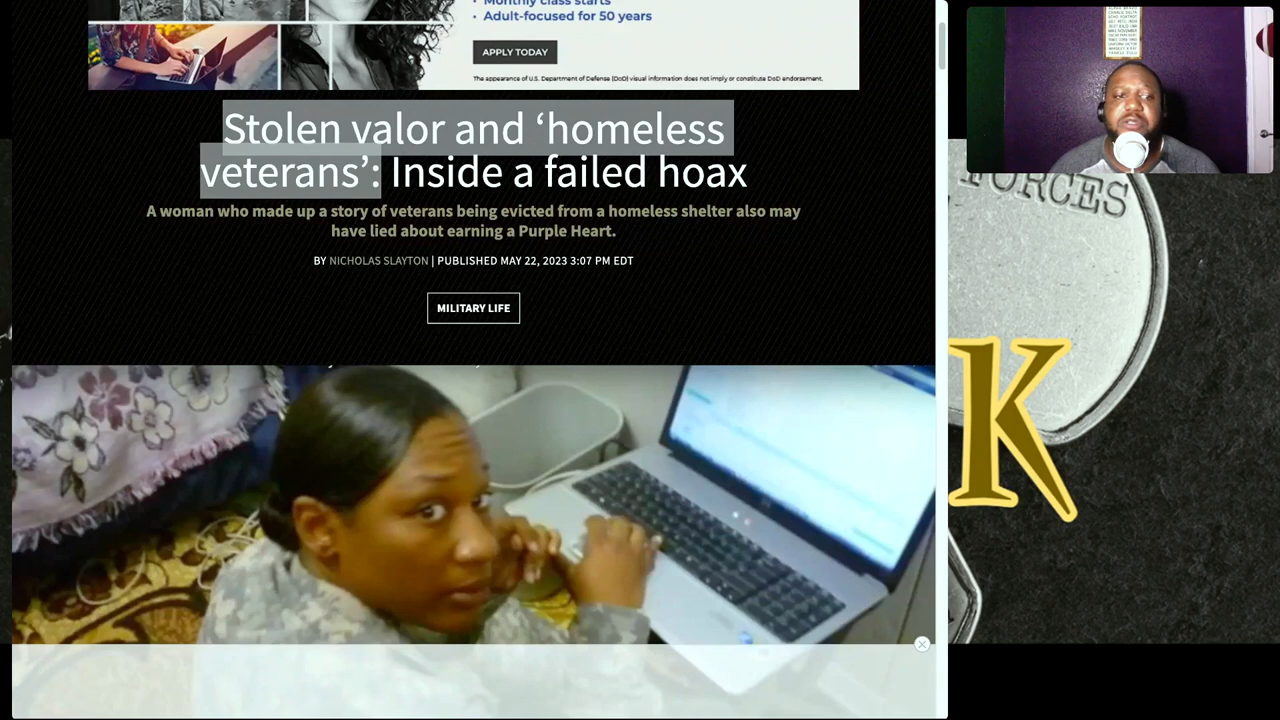 Monthly class starts
• Adult-focused for 50 years
APPLY TODAY
The appearance of U.S. Department of Defense (DoD) visual information does not imply or constitute DoD endorsement.
Stolen valor and ‘homeless
veterans’: Inside a failed hoax
A woman who made up a story of veterans being evicted from a homeless shelter also may
have lied about earning a Purple Heart.
BY NICHOLAS SLAYTON | PUBLISHED MAY 22, 2023 3:07 PM EDT
MILITARY LIFE
FORCES
K